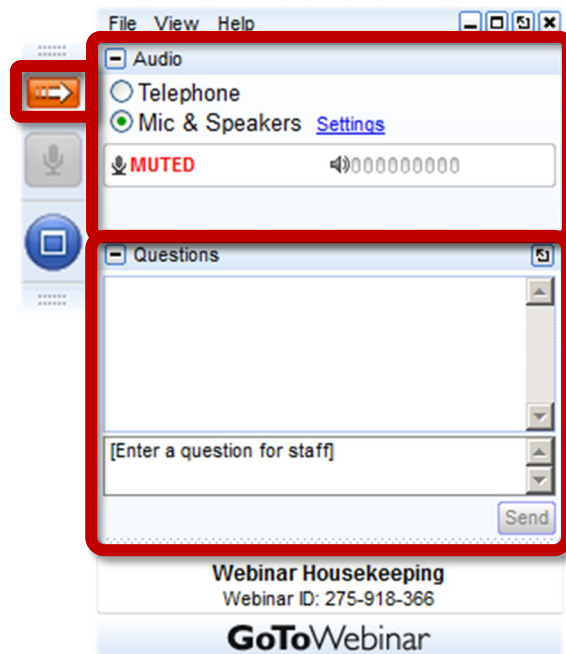 File View Help
Audio
Telephone
Mic & Speakers Settings
MUTED 000000000
Questions
[Enter a question for staff]
Send
Webinar Housekeeping
Webinar ID: 275-918-366
GoToWebinar